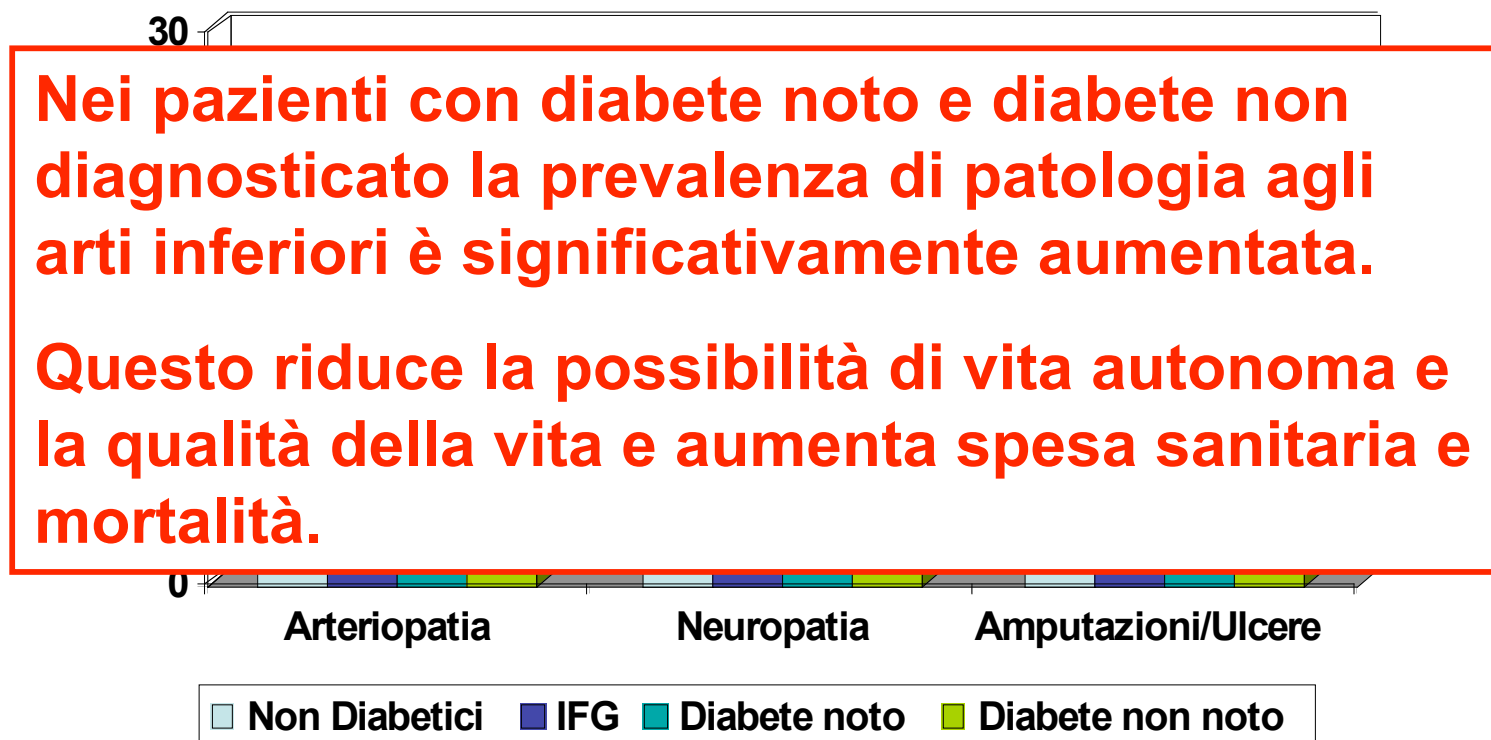 30
Nei pazienti con diabete noto e diabete non
diagnosticato la prevalenza di patologia agli
arti inferiori è significativamente aumentata.
Questo riduce la possibilità di vita autonoma e
la qualità della vita e aumenta spesa sanitaria e
mortalità.
0
Arteriopatia Neuropatia Amputazioni/Ulcere
Non Diabetici IFG Diabete noto Diabete non noto